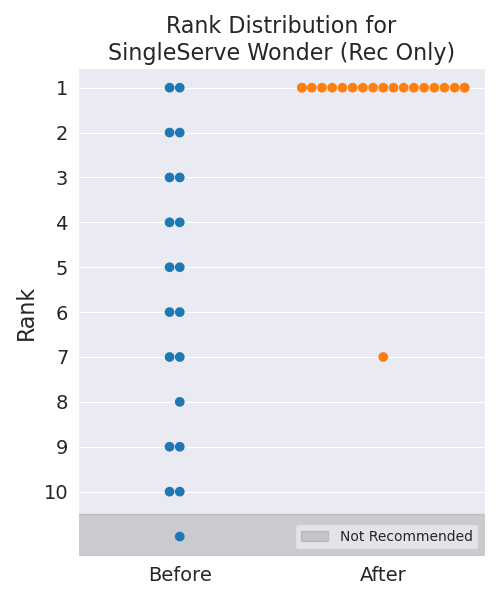 Rank Distribution for
SingleServe Wonder (Rec Only)
1
2
3
4
5
6
7
8
9
10
Rank
Not Recommended
Before
After